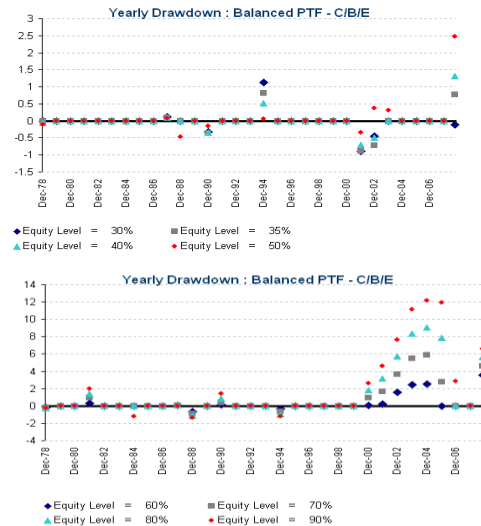 Yearly Drawdown : Balanced PTF - C/B/E
3
2.5
2
1.5
1
0.5
0
-0.5
-1
-1.5
Dec-78
Dec-80
Dec-82
Dec-84
Dec-86
Dec-88
Dec-90
Dec-92
Dec-94
Dec-96
Dec-98
Dec-00
Dec-02
Dec-04
Dec-06
Equity Level = 30% Equity Level = 35%
Equity Level = 40% Equity Level = 50%
Yearly Drawdown : Balanced PTF - C/B/E
14
12
10
8
6
4
2
0
-2
-4
Dec-78
Dec-80
Dec-82
Dec-84
Dec-86
Dec-88
Dec-90
Dec-92
Dec-94
Dec-96
Dec-98
Dec-00
Dec-02
Dec-04
Dec-06
Equity Level = 60% Equity Level = 70%
Equity Level = 80% Equity Level = 90%